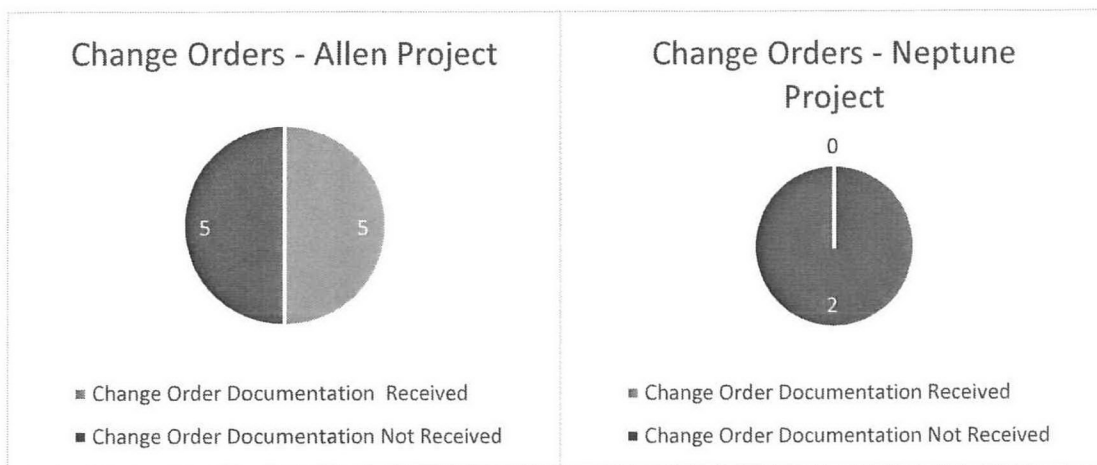 Change Orders - Allen Project
5
5
Change Order Documentation Received
Change Order Documentation Not Received
Change Orders - Neptune
Project
0
2
Change Order Documentation Received
Change Order Documentation Not Received